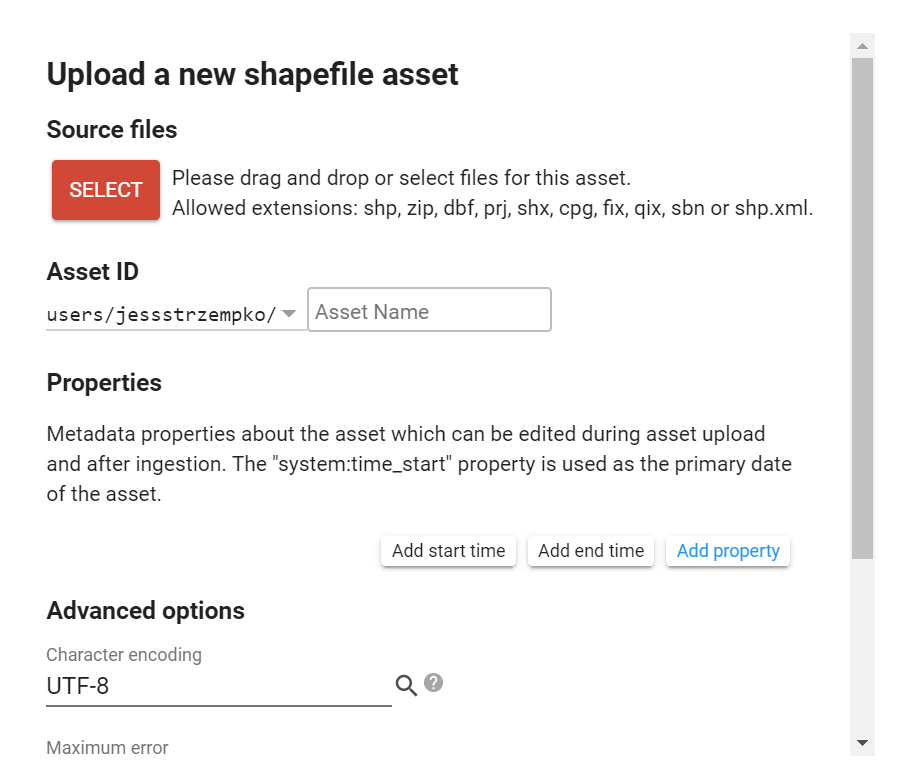 Upload a new shapefile asset
Source files
SELECT
Please drag and drop or select files for this asset.
Allowed extensions: shp, zip, dbf, prj, shx, cpg, fix, qix, sbn or shp.xml.
Asset ID
users/jessstrzempko/ Asset Name
Properties
Metadata properties about the asset which can be edited during asset upload
and after ingestion. The "system:time_start" property is used as the primary date
of the asset.
Add start time Add end time Add property
Advanced options
Character encoding
UTF-8 ?
Maximum error